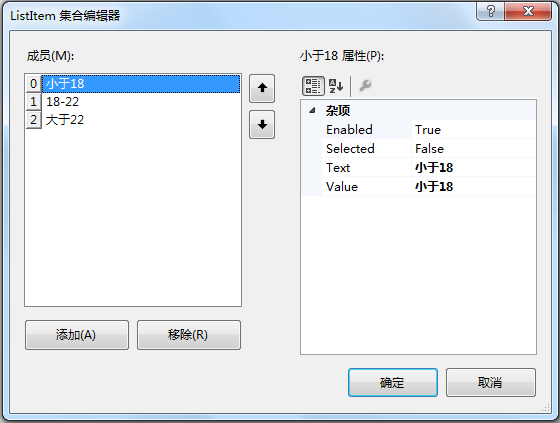 ListItem 集合编辑器
成员(M):
0 小于18
1 18-22
2 大于22
添加(A) 移除(R)
小于18 属性(P):
杂项
Enabled True
Selected False
Text 小于18
Value 小于18
确定 取消